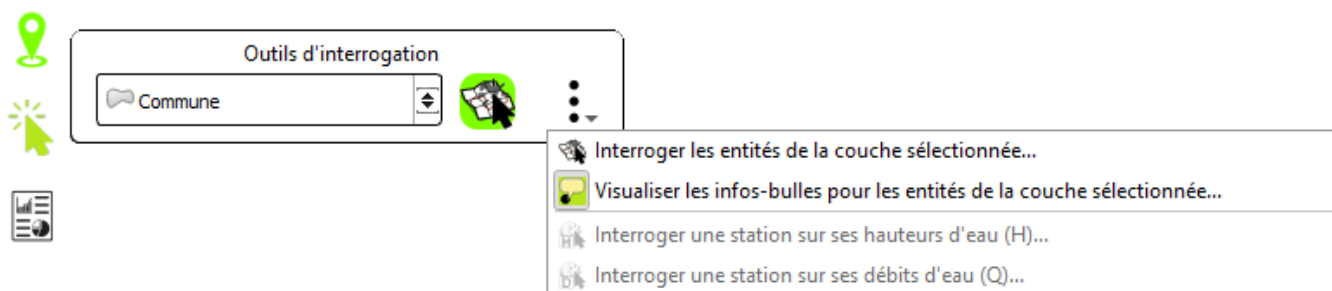 Outils d'interrogation
Commune
Interroger les entités de la couche sélectionnée...
Visualiser les infos-bulles pour les entités de la couche sélectionnée...
Interroger une station sur ses hauteurs d'eau (H)...
Interroger une station sur ses débits d'eau (Q)...